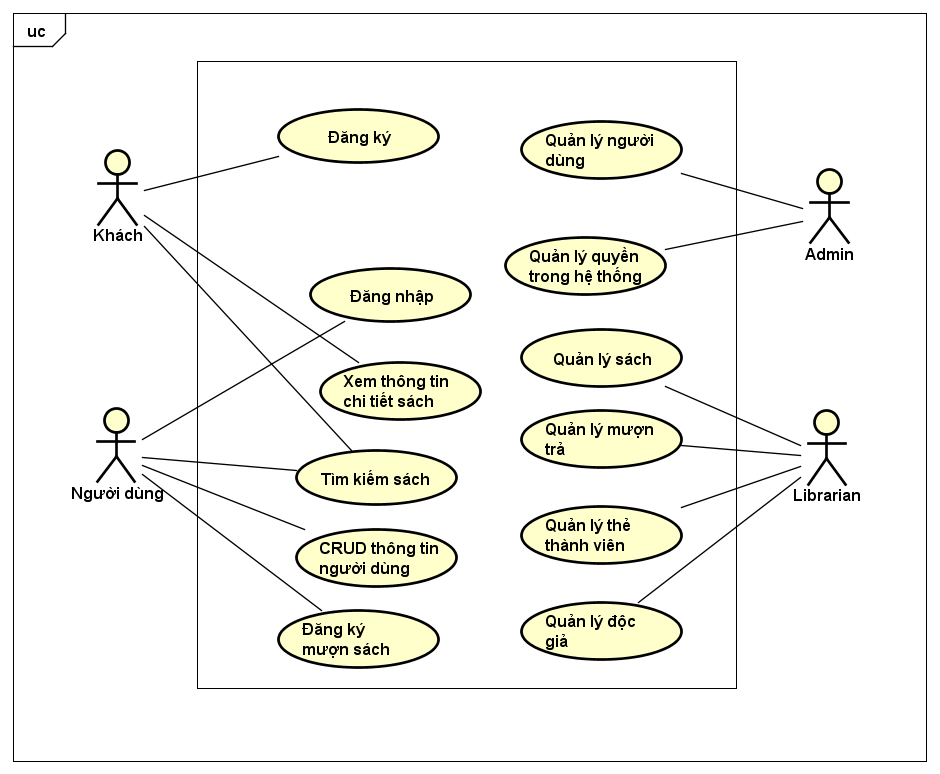 uc
Đăng ký
Quản lý người
dùng
Khách
Admin
Quản lý quyền
trong hệ thống
Đăng nhập
Quản lý sách
Xem thông tin
chi tiết sách
Quản lý mượn
trả
Người dùng
Librarian
Tìm kiếm sách
Quản lý thẻ
thành viên
CRUD thông tin
người dùng
Đăng ký
mượn sách
Quản lý độc
giả